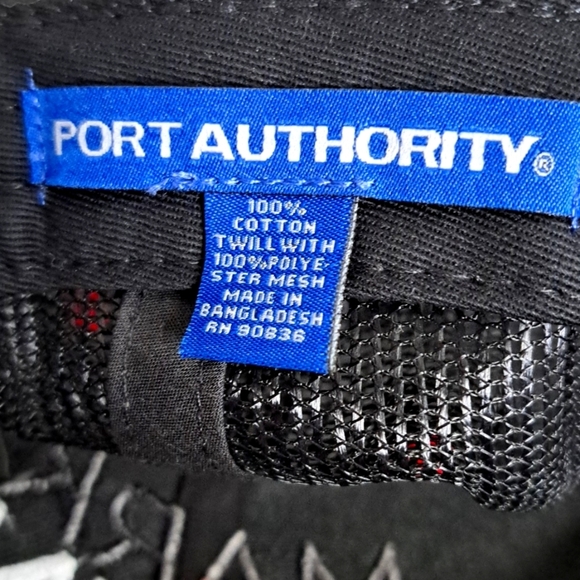 PORT AUTHORITY®
100%
COTTON
TWILL WITH
100% POLYE-
STER MESH
MADE IN
BANGLADESH
RN 90836